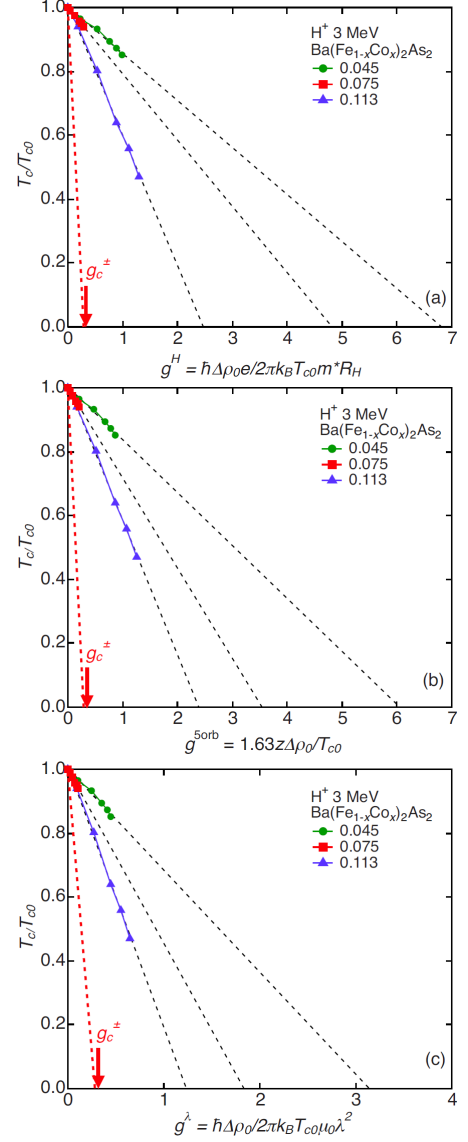 1.0
0.8
0.6
0.4
0.2
0.0
Tc/Tc0
H+ 3 MeV
Ba(Fe1-xCox)2As2
0.045
0.075
0.113
gc±
(a)
0 1 2 3 4 5 6 7
gH = ħΔρ0e/2πkBTc0m*RH
1.0
0.8
0.6
0.4
0.2
0.0
Tc/Tc0
H+ 3 MeV
Ba(Fe1-xCox)2As2
0.045
0.075
0.113
gc±
(b)
0 1 2 3 4 5 6 7
g5orb = 1.63zΔρ0/Tc0
1.0
0.8
0.6
0.4
0.2
0.0
Tc/Tc0
H+ 3 MeV
Ba(Fe1-xCox)2As2
0.045
0.075
0.113
gc±
(c)
0 1 2 3 4
gλ = ħΔρ0/2πkBTc0μ0λ2